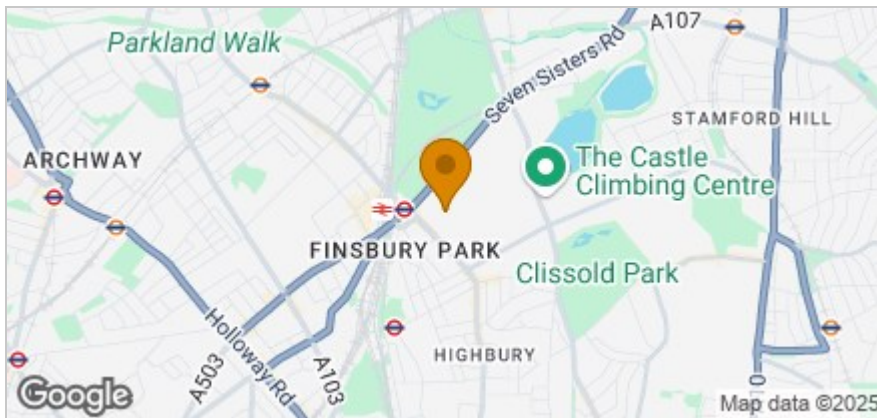 A107
Parkland Walk
Seven Sisters Rd
STAMFORD HILL
ARCHWAY
The Castle
Climbing Centre
FINSBURY PARK
Clissold Park
Holloway Rd
A503
A103
HIGHBURY
Google
Map data ©2025